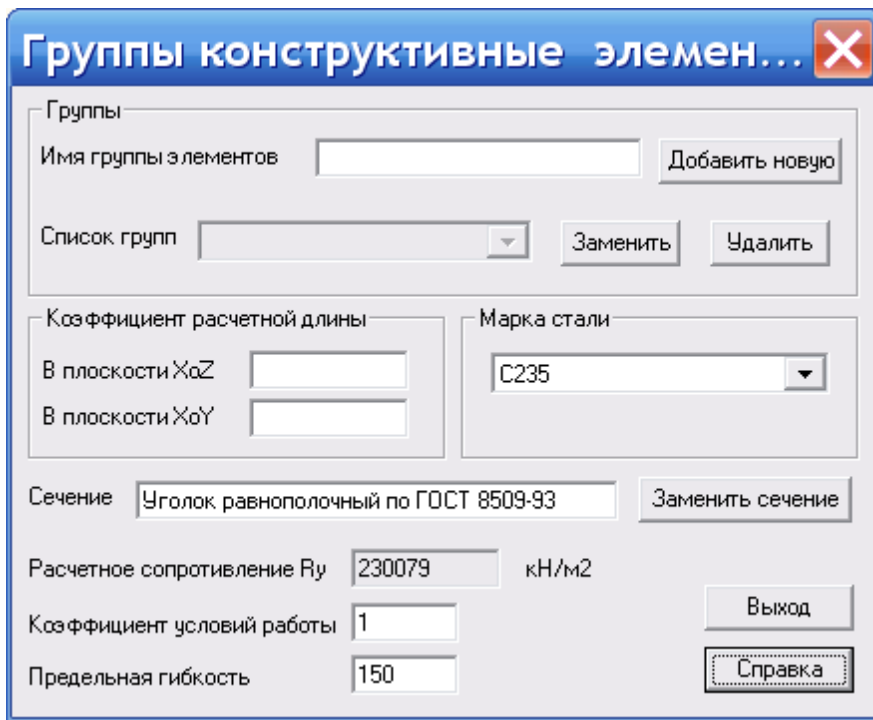 Группы конструктивные элемен...
Группы
Имя группы элементов
Добавить новую
Список групп
Заменить
Удалить
Коэффициент расчетной длины
Марка стали
В плоскости XoZ
С235
В плоскости XoY
Сечение
Уголок равнополочный по ГОСТ 8509-93
Заменить сечение
Расчетное сопротивление Ry
230079
кН/м2
Коэффициент условий работы
1
Выход
Предельная гибкость
150
Справка